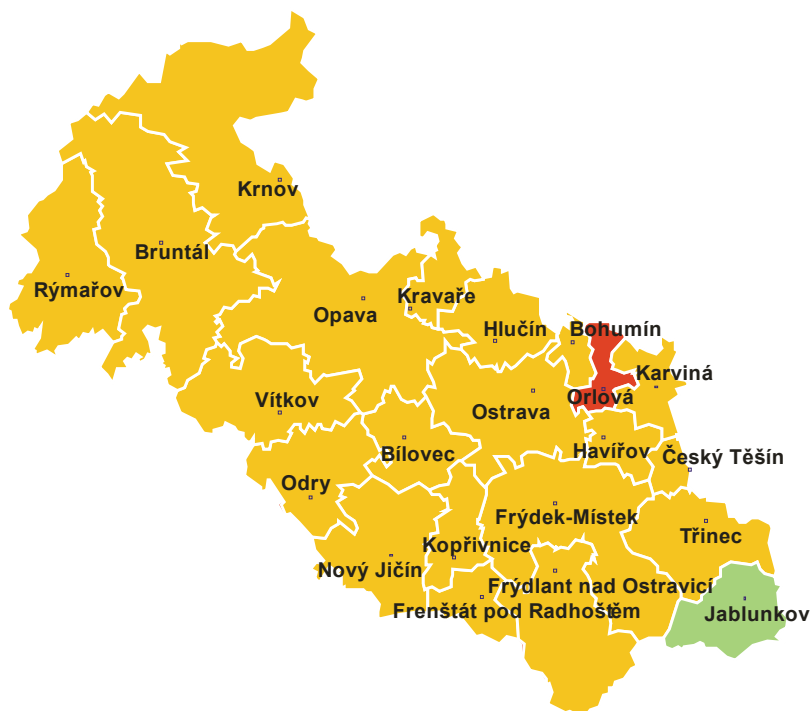 Krnov
Bruntál
Rýmařov
Kravaře
Opava
Hlučín
Bohumín
Karviná
Orlová
Vítkov
Ostrava
Bílovec
Havířov
Český Těšín
Odry
Frýdek-Místek
Třinec
Kopřivnice
Nový Jičín
Frýdlant nad Ostravicí
Frenštát pod Radhoštěm
Jablunkov